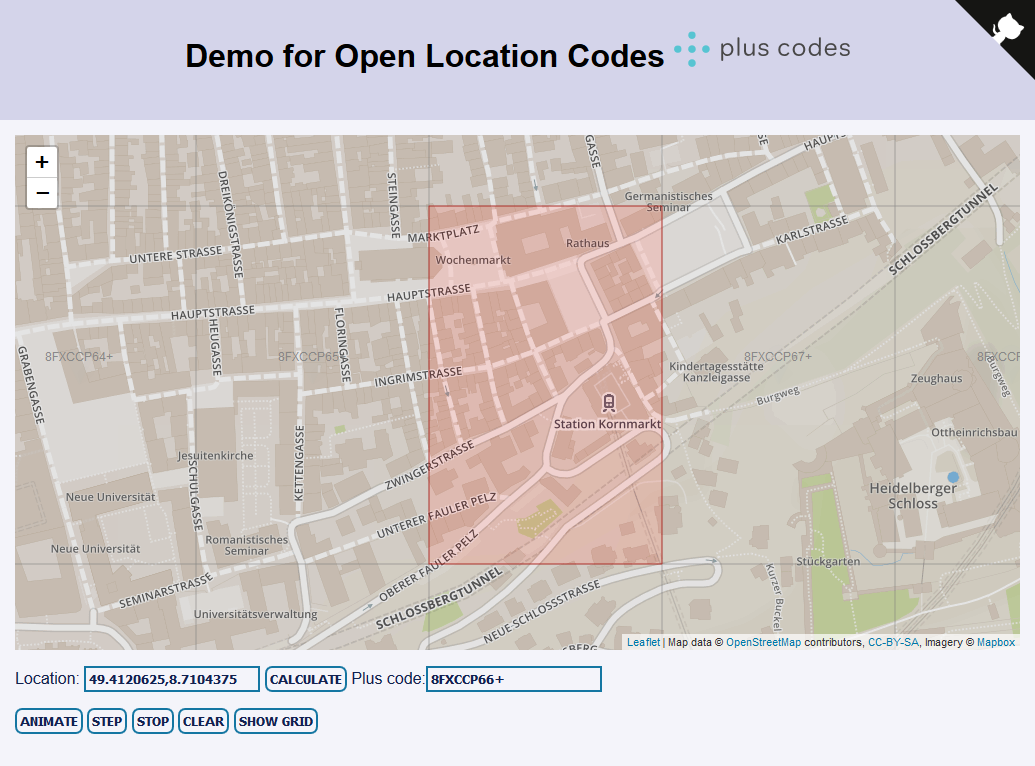 Demo for Open Location Codes plus codes
+
−
GASSE
HAUPTS
Germanistisches
Seminar
DREIKÖNIGSTRASSE
STEINGASSE
SCHLOSSBERGTUNNEL
KARLSTRASSE
MARKTPLATZ
Rathaus
UNTERE STRASSE
Wochenmarkt
HAUPTSTRASSE
HAUPTSTRASSE
HEUGASSE
FLORINGASSE
GRABENGASSE
8FXCCP64+
8FXCCP65
8FXCCP67+
8FXCCF
Kindertagesstätte
Kanzleigasse
INGRIMSTRASSE
Zeughaus
Burgweg
Burgweg
Station Kornmarkt
Ottheinrichsbau
Jesuitenkirche
KETTENGASSE
ZWINGERSTRASSE
SCHULGASSE
Heidelberger
Schloss
Neue Universität
UNTERER FAULER PELZ
Romanistisches
Seminar
Neue Universität
OBERER FAULER PELZ
Stückgarten
SEMINARSTRASSE
SCHLOSSBERGTUNNEL
NEUE-SCHLOSSSTRASSE
Kurzer Buckel
Universitätsverwaltung
SBERG
Leaflet | Map data © OpenStreetMap contributors, CC-BY-SA, Imagery © Mapbox
Location: 49.4120625,8.7104375 CALCULATE Plus code: 8FXCCP66+
ANIMATE STEP STOP CLEAR SHOW GRID